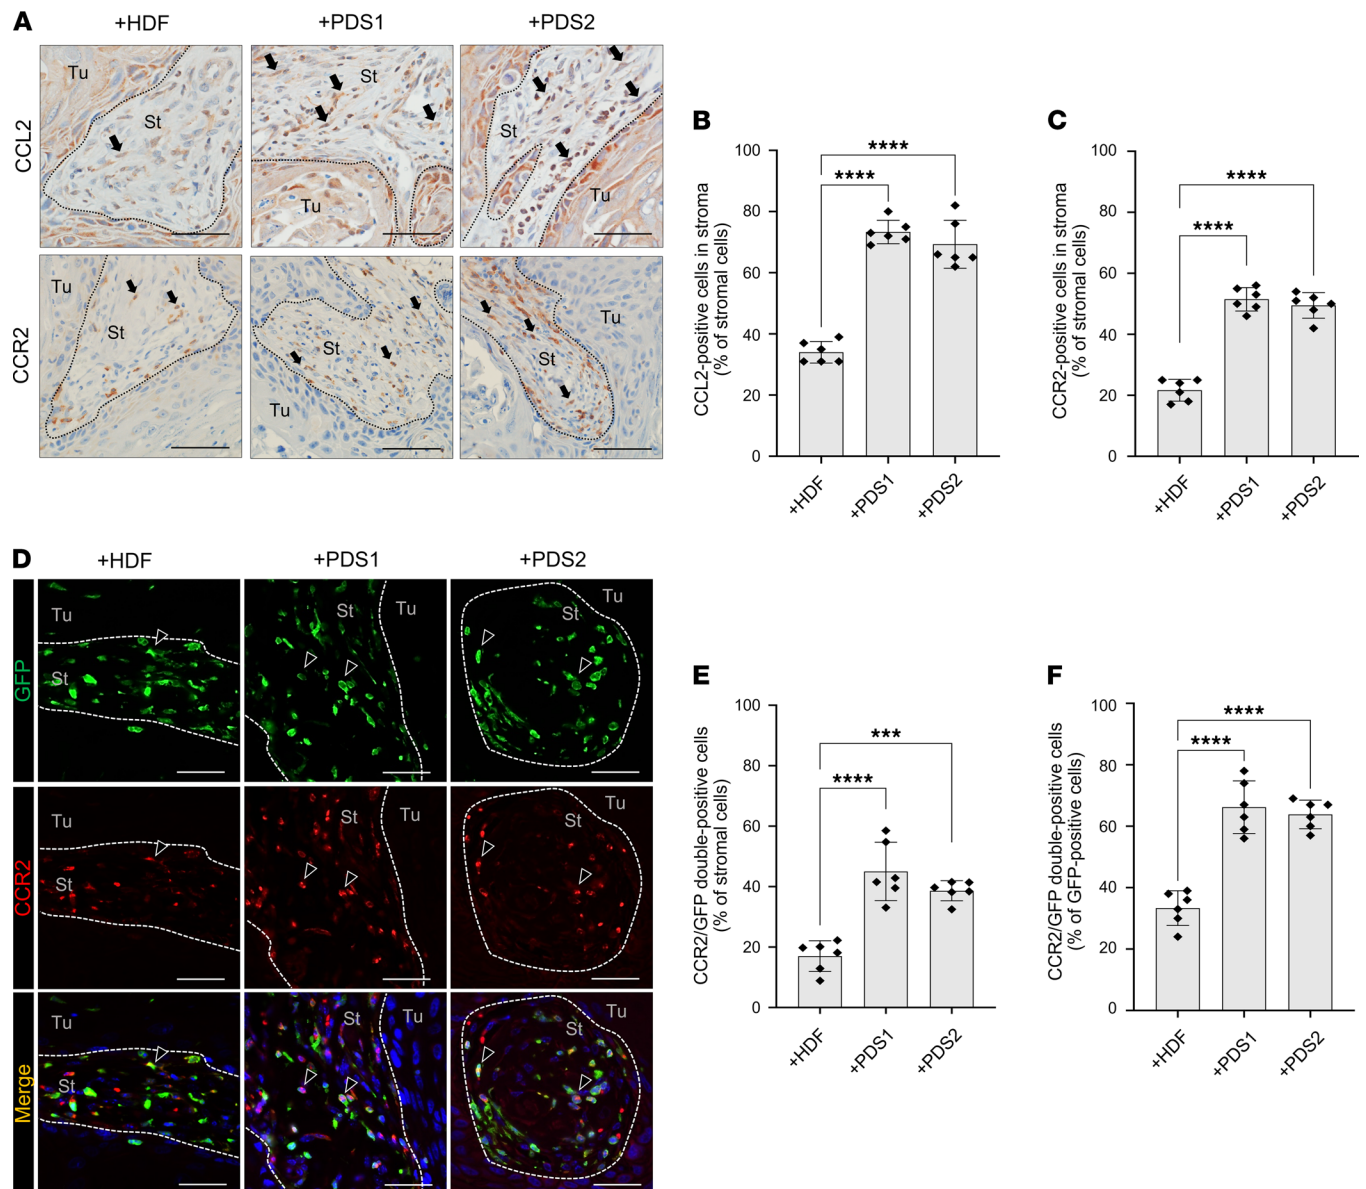 A
+HDF
+PDS1
+PDS2
CCL2
Tu
St
St
Tu
St
Tu
CCR2
Tu
St
St
Tu
St
Tu
B
CCL2-positive cells in stroma
(% of stromal cells)
100
80
60
40
20
0
****
****
+HDF
+PDS1
+PDS2
C
CCR2-positive cells in stroma
(% of stromal cells)
100
80
60
40
20
0
****
****
+HDF
+PDS1
+PDS2
D
+HDF
+PDS1
+PDS2
GFP
Tu
St
St
Tu
St
Tu
CCR2
Tu
St
St
Tu
St
Tu
Merge
Tu
St
St
Tu
St
Tu
E
CCR2/GFP double-positive cells
(% of stromal cells)
100
80
60
40
20
0
***
****
+HDF
+PDS1
+PDS2
F
CCR2/GFP double-positive cells
(% of GFP-positive cells)
100
80
60
40
20
0
****
****
+HDF
+PDS1
+PDS2